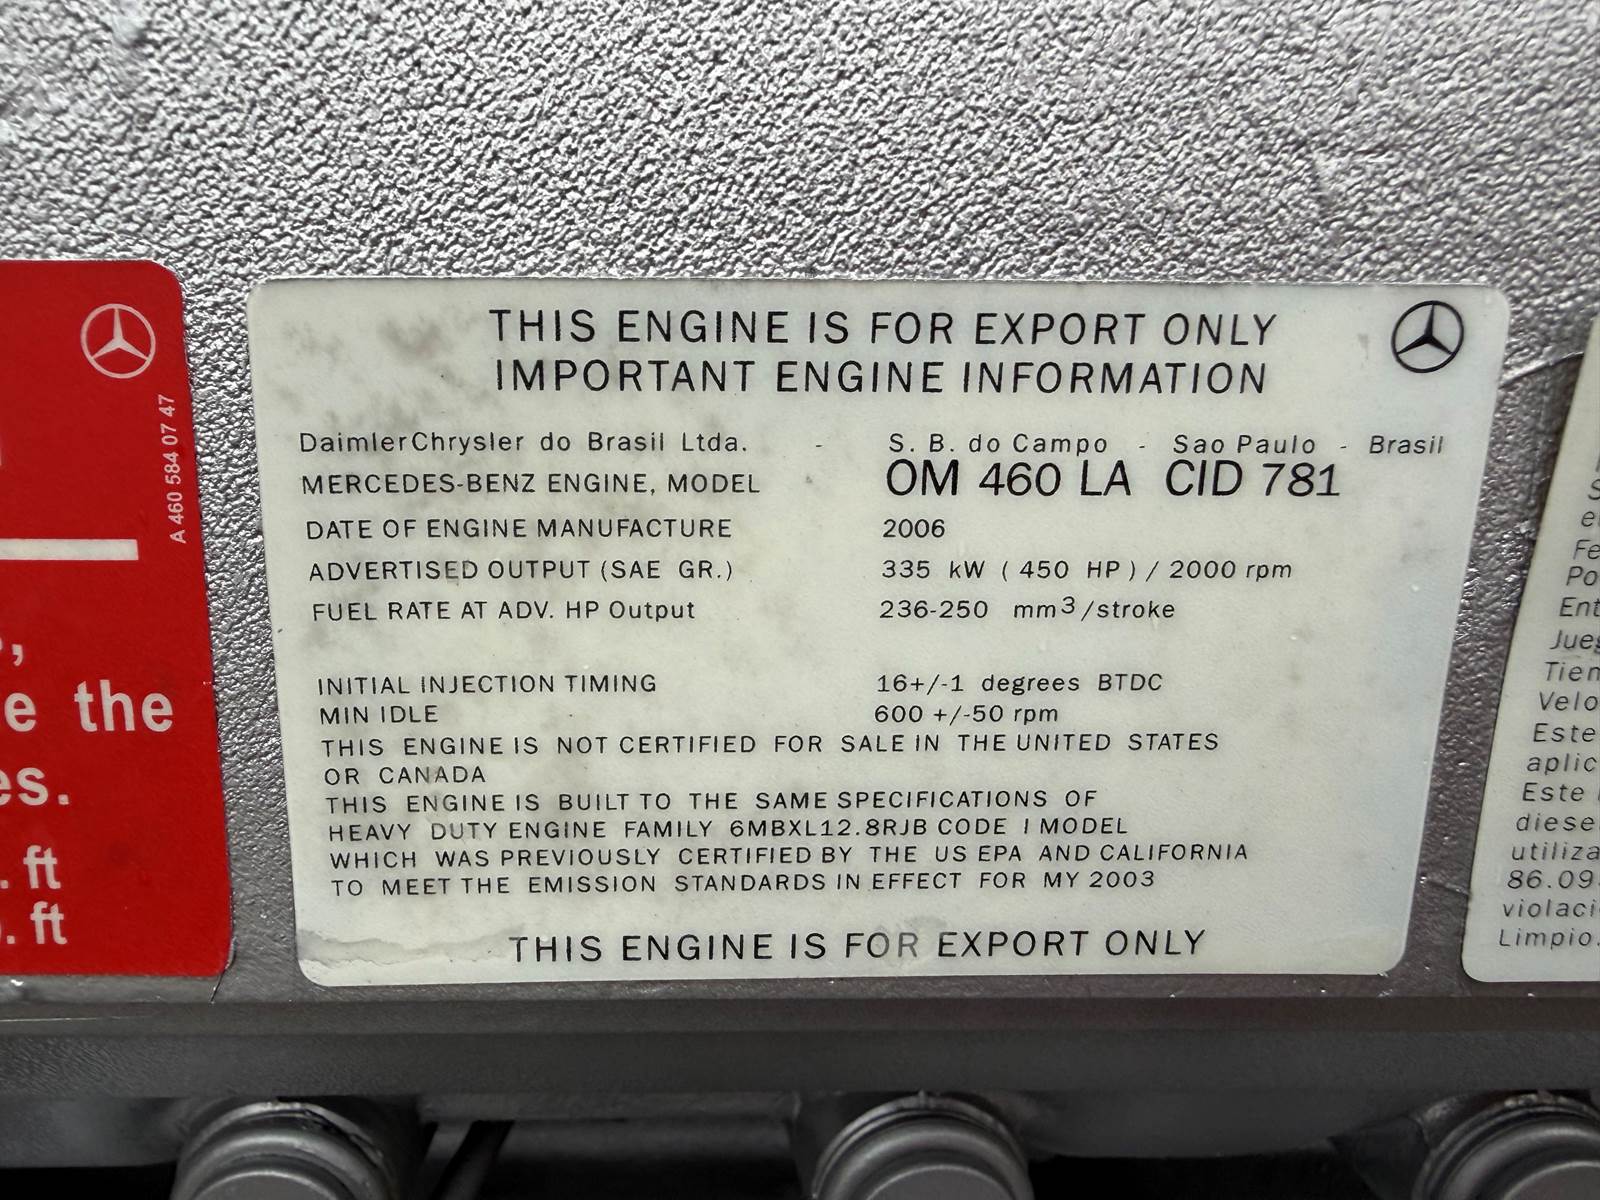 A 460 584 07 47
e the
es.
. ft
. ft
THIS ENGINE IS FOR EXPORT ONLY
IMPORTANT ENGINE INFORMATION
DaimlerChrysler do Brasil Ltda. - S. B. do Campo - Sao Paulo - Brasil
MERCEDES-BENZ ENGINE, MODEL OM 460 LA CID 781
DATE OF ENGINE MANUFACTURE 2006
ADVERTISED OUTPUT (SAE GR.) 335 kW ( 450 HP ) / 2000 rpm
FUEL RATE AT ADV. HP Output 236-250 mm3/stroke
INITIAL INJECTION TIMING 16+/-1 degrees BTDC
MIN IDLE 600 +/-50 rpm
THIS ENGINE IS NOT CERTIFIED FOR SALE IN THE UNITED STATES
OR CANADA
THIS ENGINE IS BUILT TO THE SAME SPECIFICATIONS OF
HEAVY DUTY ENGINE FAMILY 6MBXL12.8RJB CODE I MODEL
WHICH WAS PREVIOUSLY CERTIFIED BY THE US EPA AND CALIFORNIA
TO MEET THE EMISSION STANDARDS IN EFFECT FOR MY 2003
THIS ENGINE IS FOR EXPORT ONLY
Fe
Po
Ent
Jueg
Tien
Velo
Este
aplic
Este
diese
utiliza
86.09
violaci
Limpio.